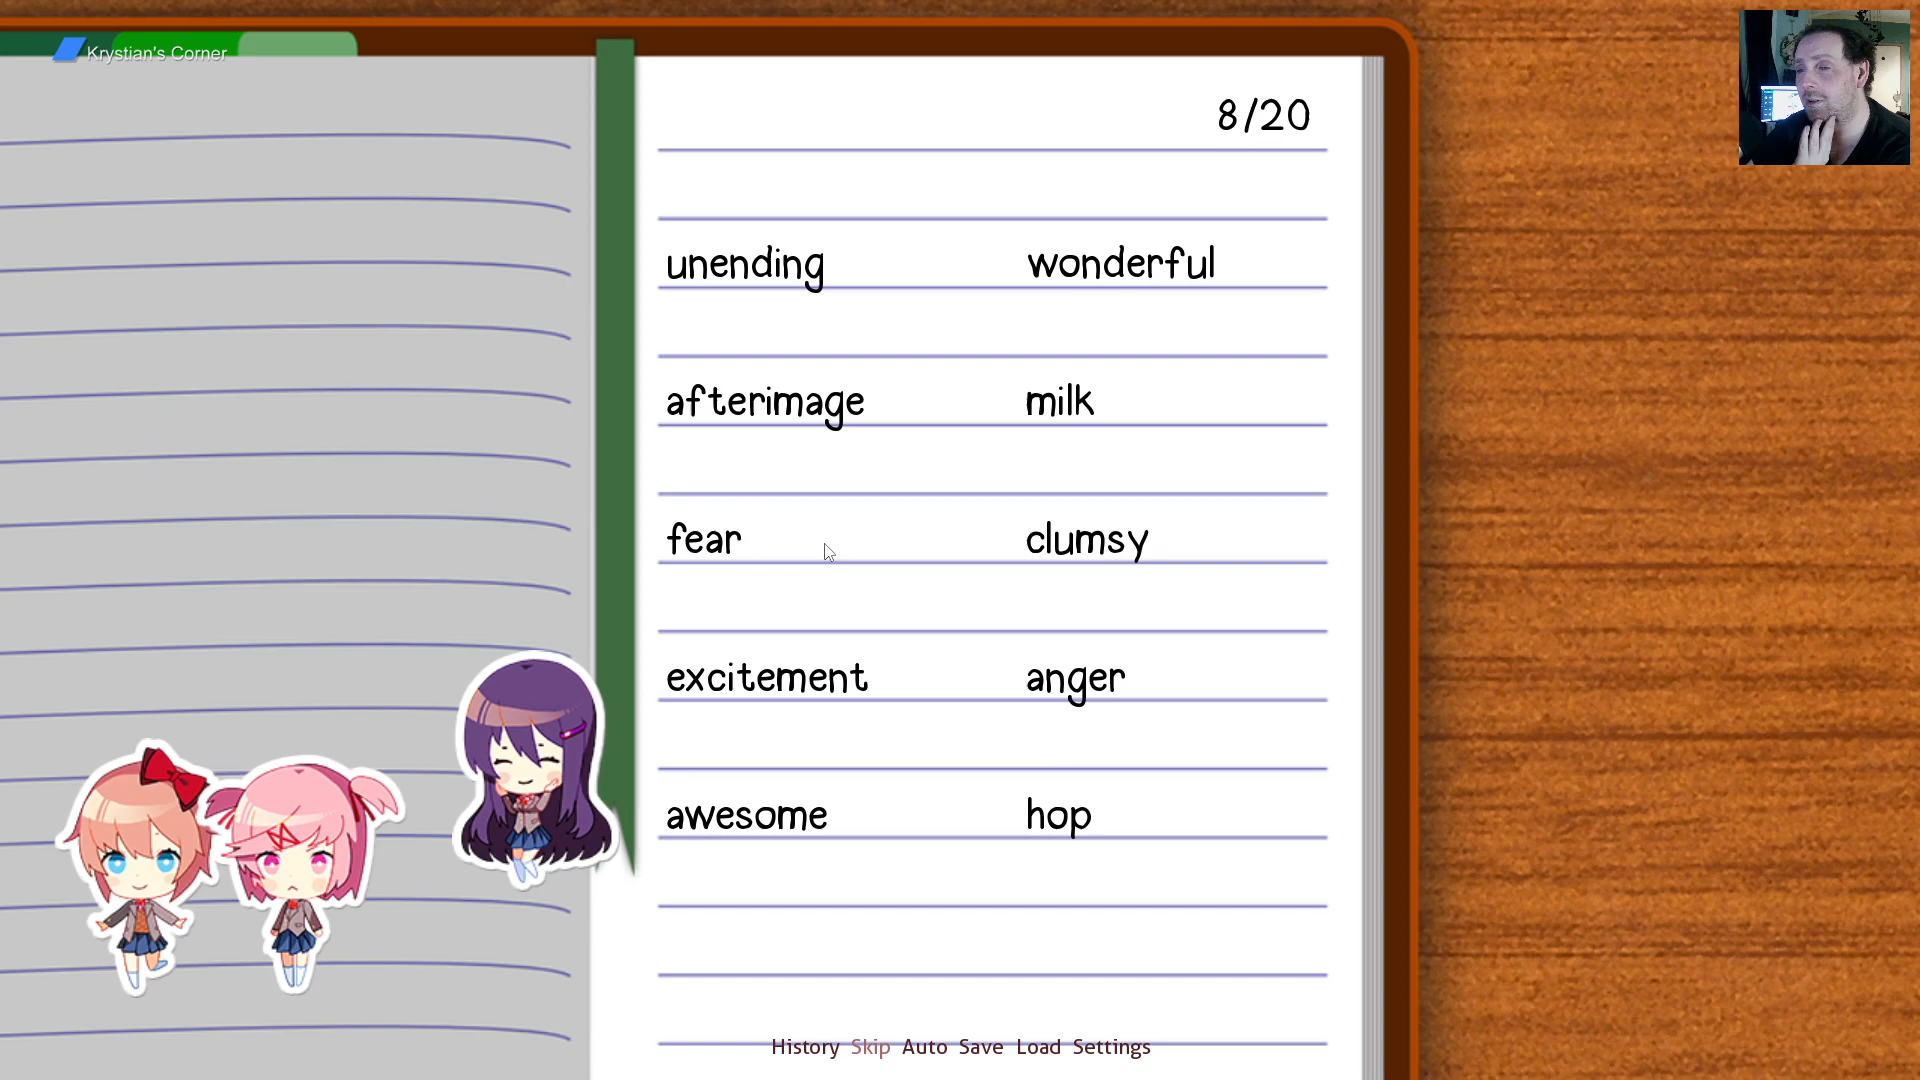 Krystian's Corner
8/20
unending wonderful
afterimage milk
fear clumsy
excitement anger
awesome hop
History Skip Auto Save Load Settings